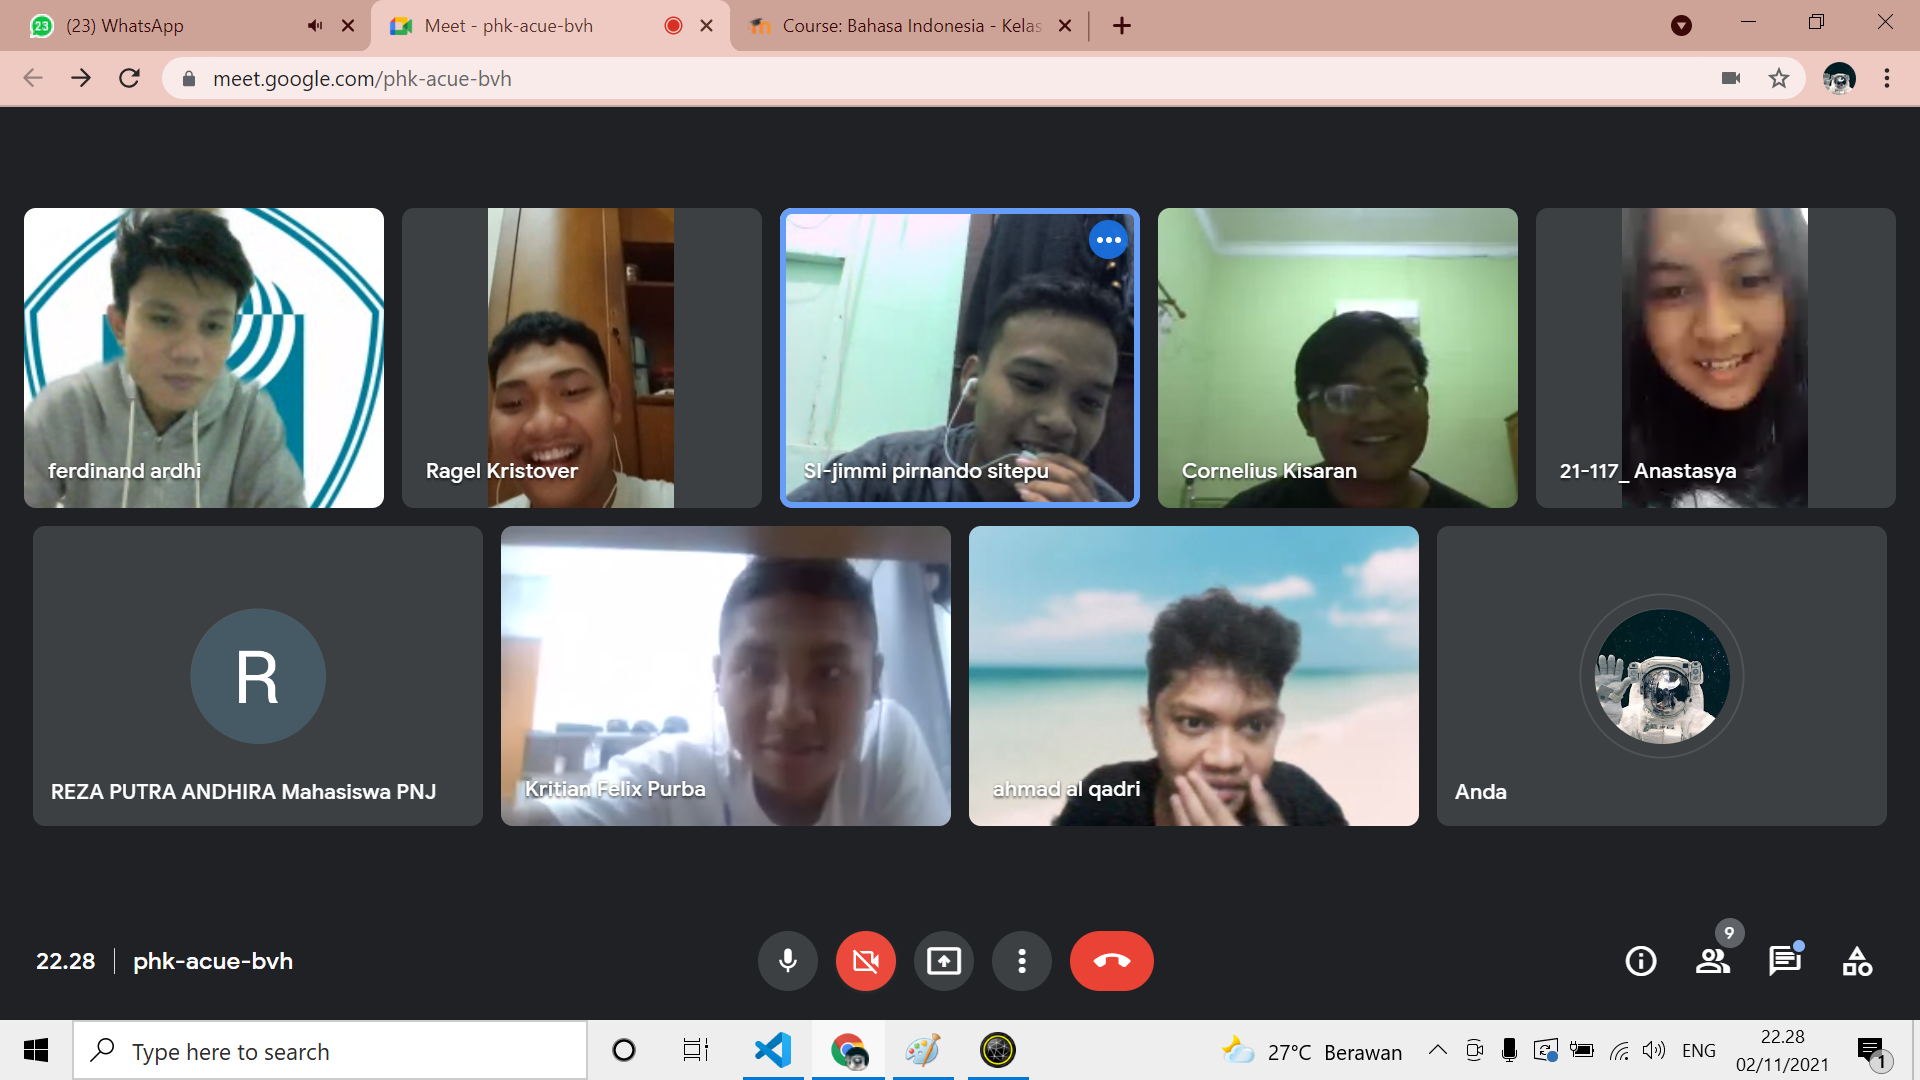 23
(23) WhatsApp
Meet - phk-acue-bvh
Course: Bahasa Indonesia - Kelas
meet.google.com/phk-acue-bvh
ferdinand ardhi
Ragel Kristover
SI-jimmi pirnando sitepu
Cornelius Kisaran
21-117_ Anastasya
R
REZA PUTRA ANDHIRA Mahasiswa PNJ
Kritian Felix Purba
ahmad al qadri
Anda
22.28
phk-acue-bvh
9
Type here to search
27°C Berawan
ENG
22.28
02/11/2021
1